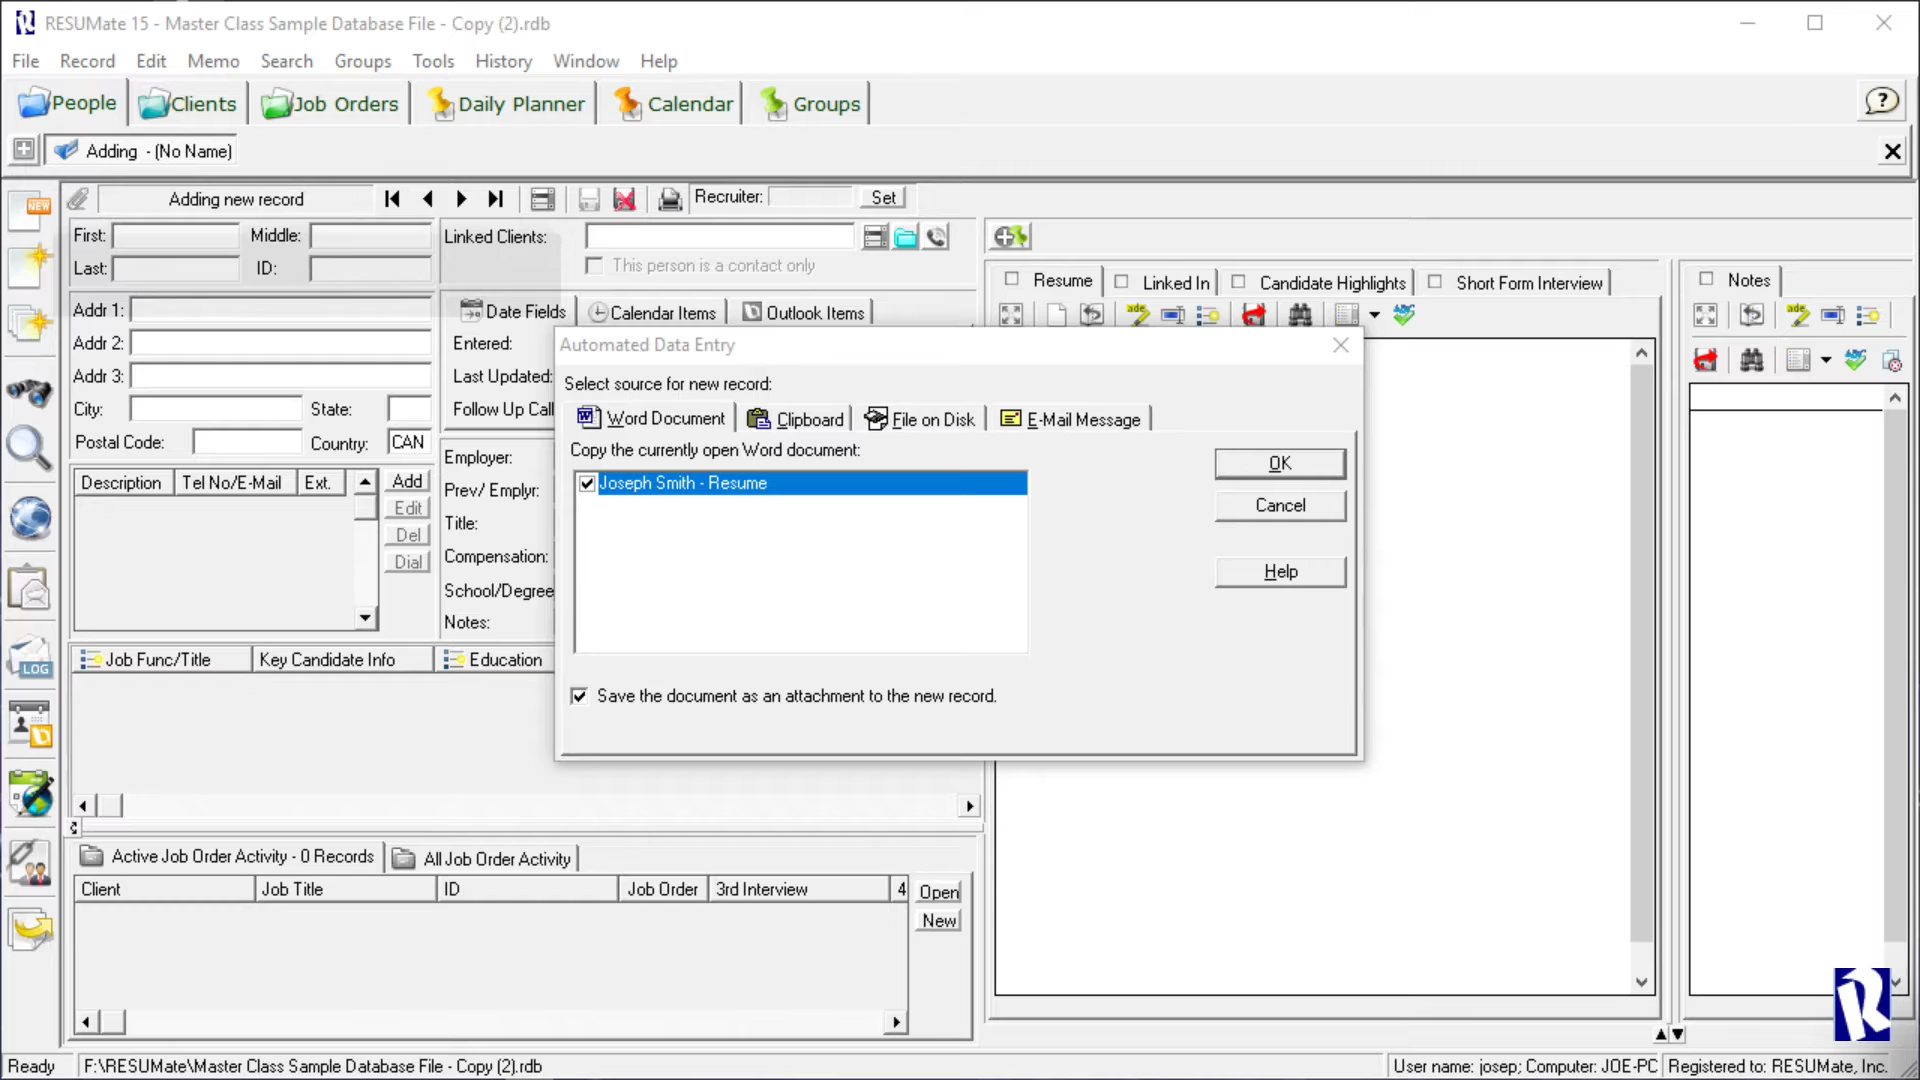 RESUMate 15 - Master Class Sample Database File - Copy (2).rdb
File Record Edit Memo Search Groups Tools History Window Help
People Clients Job Orders Daily Planner Calendar Groups
Adding - (No Name)
Adding new record Recruiter: Set
First: Middle: Linked Clients:
Last: ID: This person is a contact only
Resume Linked In Candidate Highlights Short Form Interview Notes
Addr 1: Date Fields Calendar Items Outlook Items
Addr 2: Entered:
Addr 3: Last Updated:
City: State: Follow Up Call
Postal Code: Country: CAN
Automated Data Entry
Select source for new record:
Word Document Clipboard File on Disk E-Mail Message
Copy the currently open Word document:
Joseph Smith - Resume
OK
Cancel
Help
Save the document as an attachment to the new record.
Employer:
Prev/ Emplyr:
Title:
Compensation:
School/Degree
Notes:
Description Tel No/E-Mail Ext. Add
Edit
Del
Dial
NEW
LOG
Job Func/Title Key Candidate Info Education
Active Job Order Activity - 0 Records All Job Order Activity
Client Job Title ID Job Order 3rd Interview 4 Open
New
R
Ready F:\RESUMate\Master Class Sample Database File - Copy (2).rdb User name: josep; Computer: JOE-PC Registered to: RESUMate, Inc.